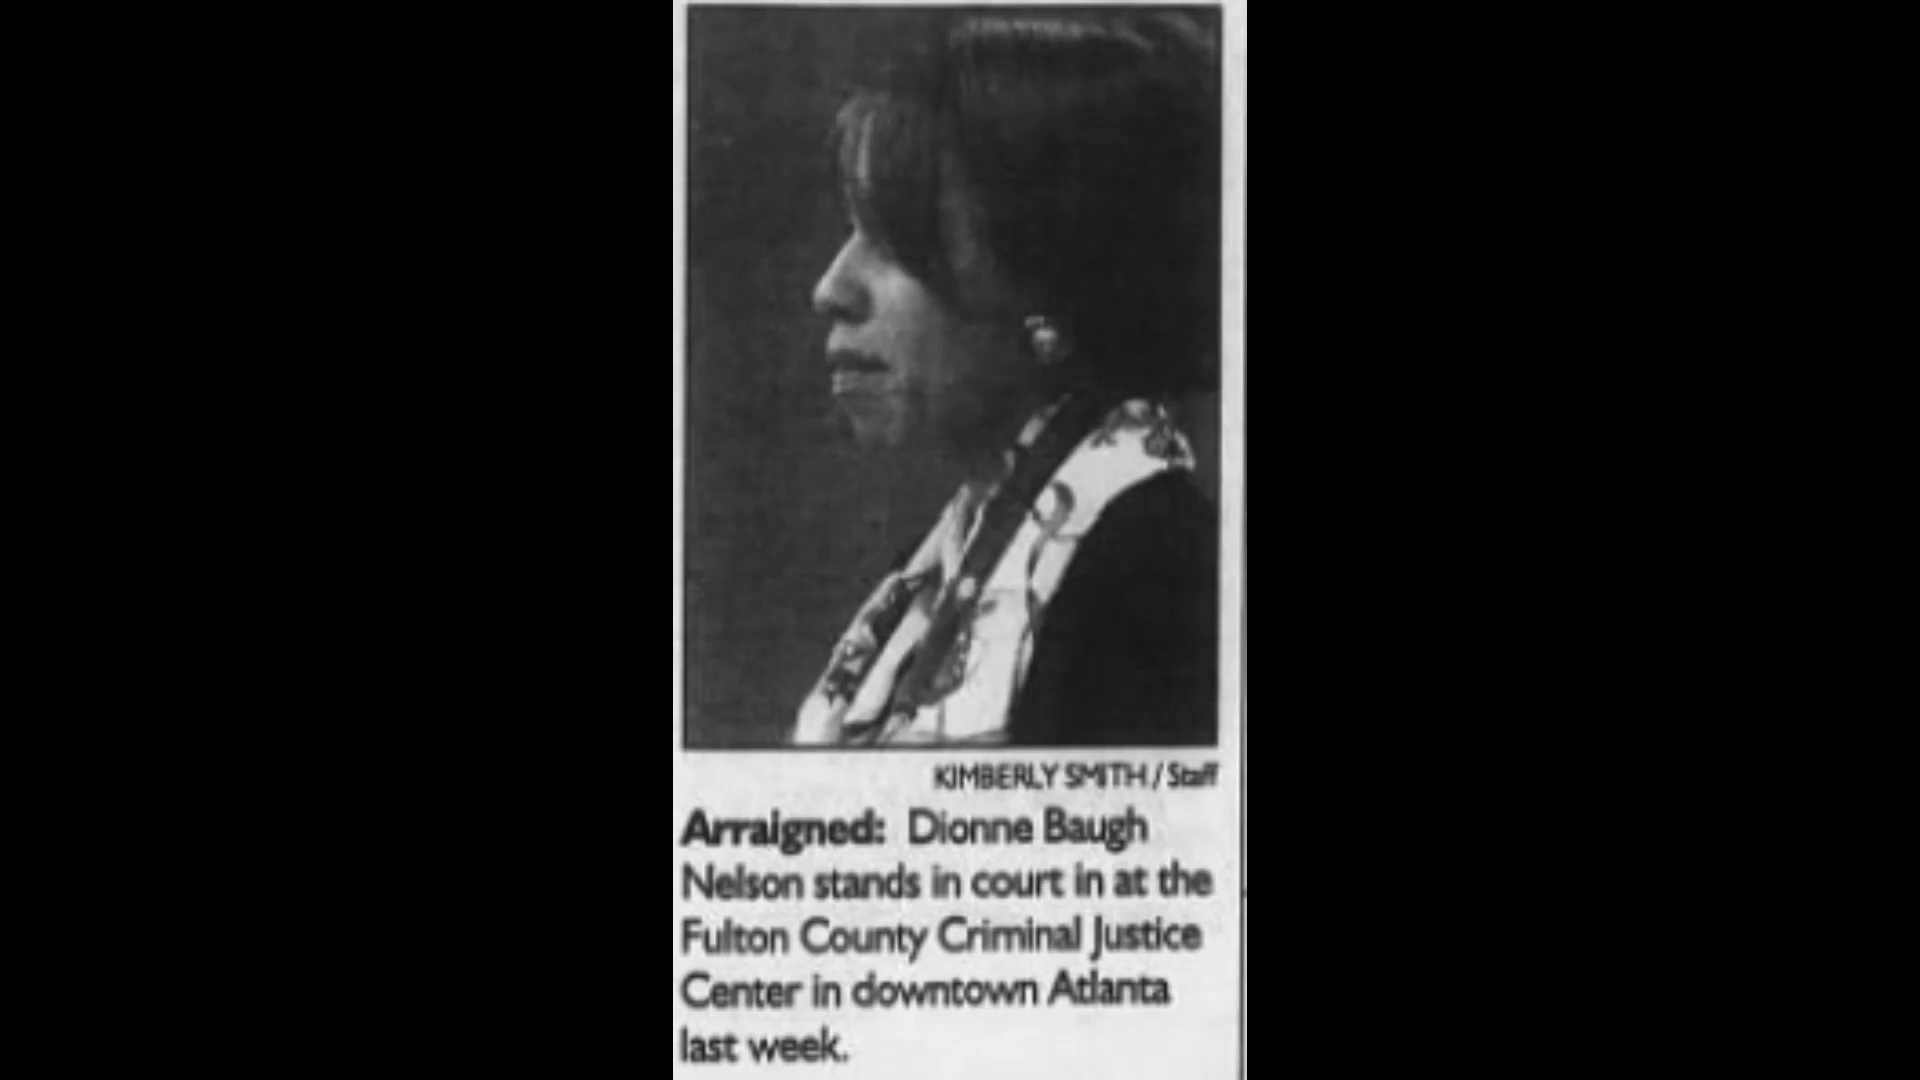 KIMBERLY SMITH / Staff
Arraigned: Dionne Baugh
Nelson stands in court in at the
Fulton County Criminal Justice
Center in downtown Atlanta
last week.